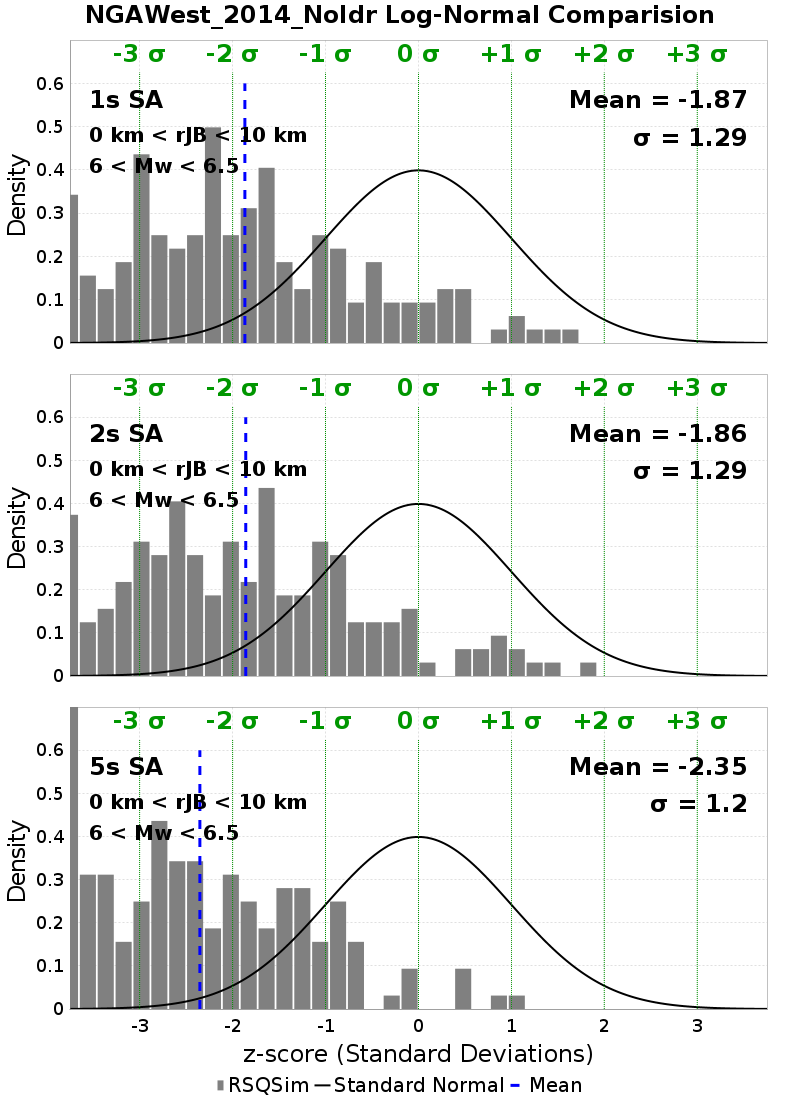 NGAWest_2014_NoIdr Log-Normal Comparision
-3 σ -2 σ -1 σ 0 σ +1 σ +2 σ +3 σ
1s SA
Mean = -1.87
0 km < rJB < 10 km
σ = 1.29
6 < Mw < 6.5
0.6
0.5
0.4
0.3
0.2
0.1
0
Density
-3 σ -2 σ -1 σ 0 σ +1 σ +2 σ +3 σ
2s SA
Mean = -1.86
0 km < rJB < 10 km
σ = 1.29
6 < Mw < 6.5
0.6
0.5
0.4
0.3
0.2
0.1
0
Density
-3 σ -2 σ -1 σ 0 σ +1 σ +2 σ +3 σ
5s SA
Mean = -2.35
0 km < rJB < 10 km
σ = 1.2
6 < Mw < 6.5
0.6
0.5
0.4
0.3
0.2
0.1
0
Density
-3 -2 -1 0 1 2 3
z-score (Standard Deviations)
RSQSim Standard Normal Mean